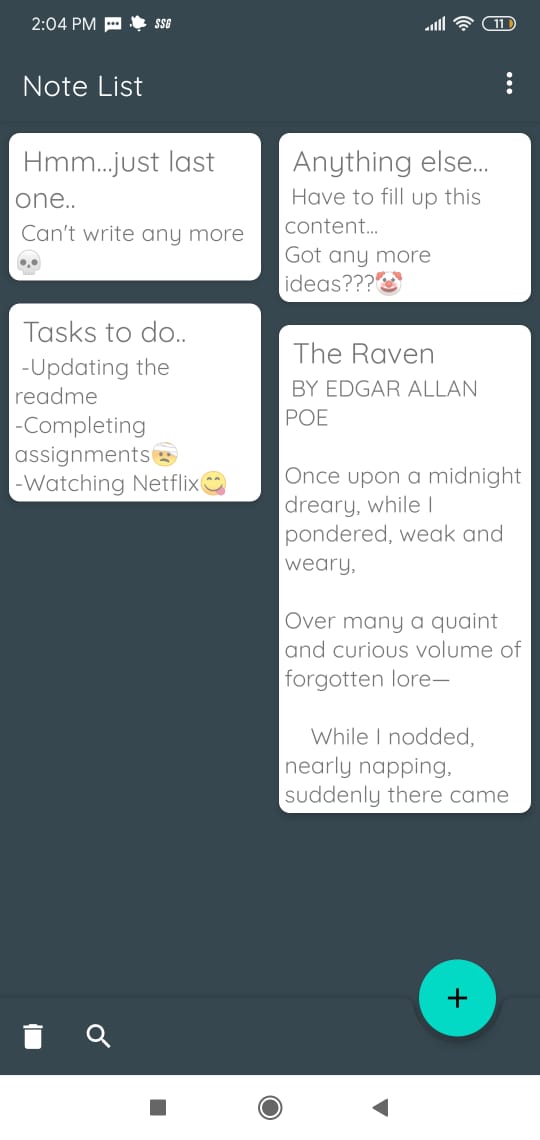 2:04 PM SSG 11
Note List
Hmm...just last
one..
Can't write any more
💀
Anything else...
Have to fill up this
content...
Got any more
ideas???🤡
Tasks to do..
-Updating the
readme
-Completing
assignments🤕
-Watching Netflix😋
The Raven
BY EDGAR ALLAN
POE
Once upon a midnight
dreary, while I
pondered, weak and
weary,
Over many a quaint
and curious volume of
forgotten lore—
While I nodded,
nearly napping,
suddenly there came